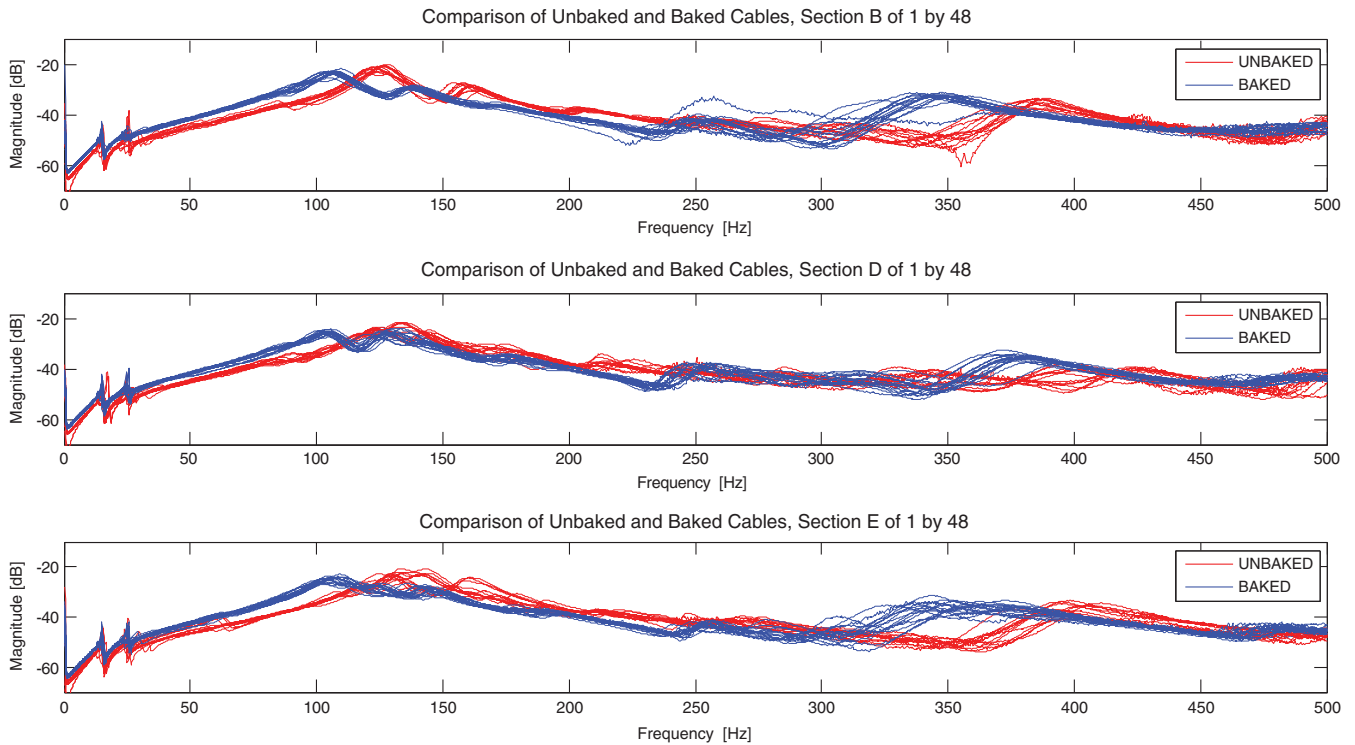 Comparison of Unbaked and Baked Cables, Section B of 1 by 48
UNBAKED
BAKED
Magnitude [dB]
-20
-40
-60
0 50 100 150 200 250 300 350 400 450 500
Frequency [Hz]
Comparison of Unbaked and Baked Cables, Section D of 1 by 48
UNBAKED
BAKED
Magnitude [dB]
-20
-40
-60
0 50 100 150 200 250 300 350 400 450 500
Frequency [Hz]
Comparison of Unbaked and Baked Cables, Section E of 1 by 48
UNBAKED
BAKED
Magnitude [dB]
-20
-40
-60
0 50 100 150 200 250 300 350 400 450 500
Frequency [Hz]